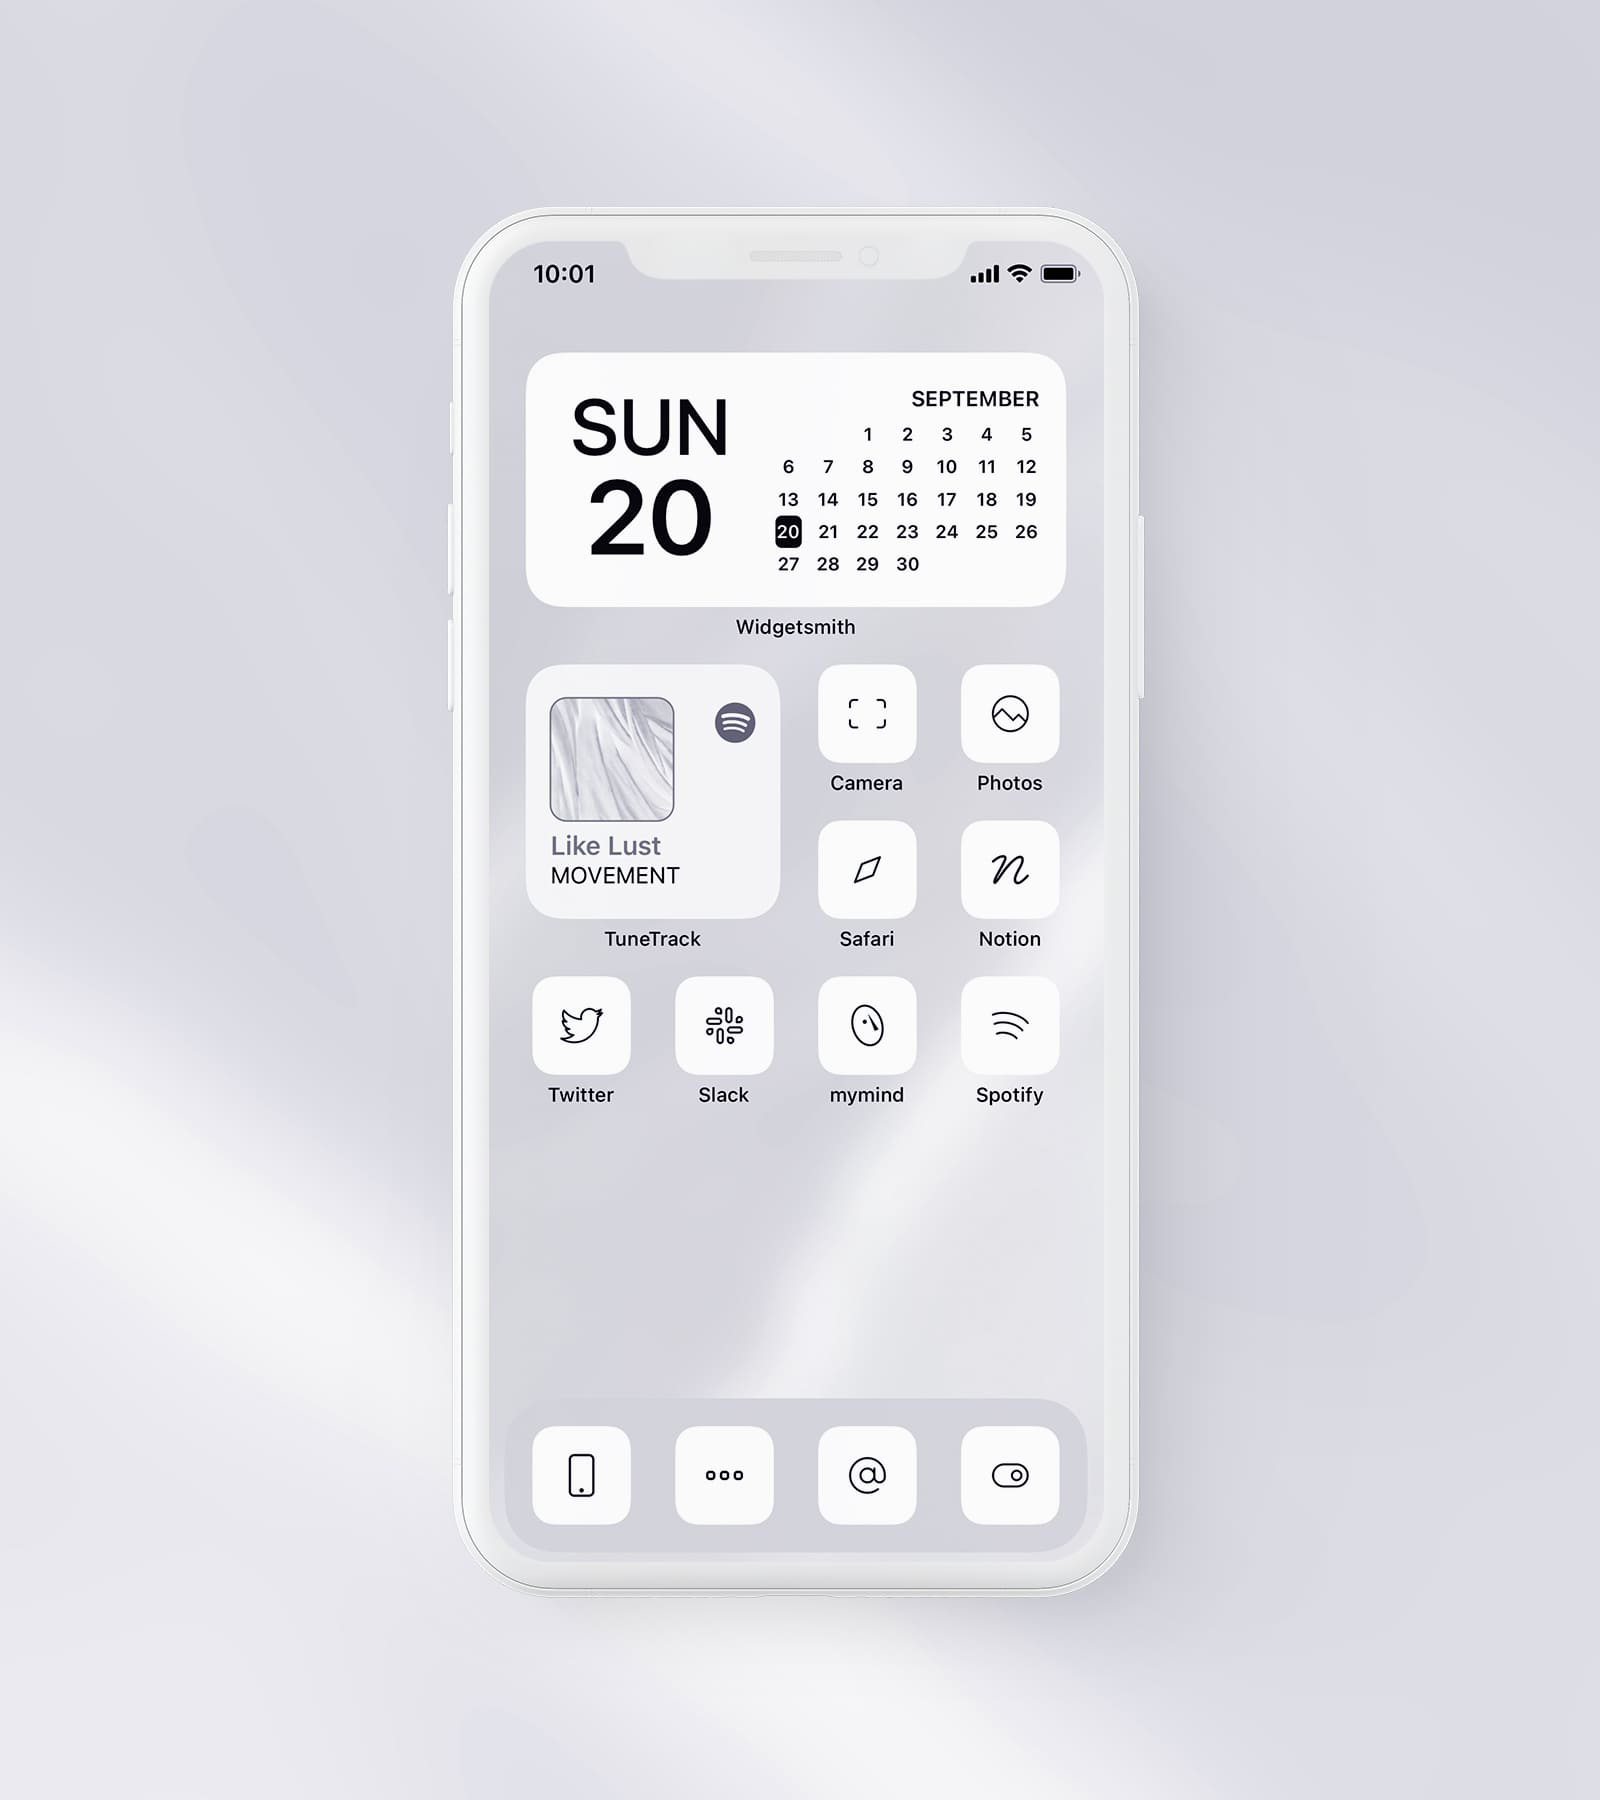 10:01
SUN
20
SEPTEMBER
1 2 3 4 5
6 7 8 9 10 11 12
13 14 15 16 17 18 19
20 21 22 23 24 25 26
27 28 29 30
Widgetsmith
Like Lust
MOVEMENT
TuneTrack
Camera
Photos
Safari
Notion
Twitter
Slack
mymind
Spotify